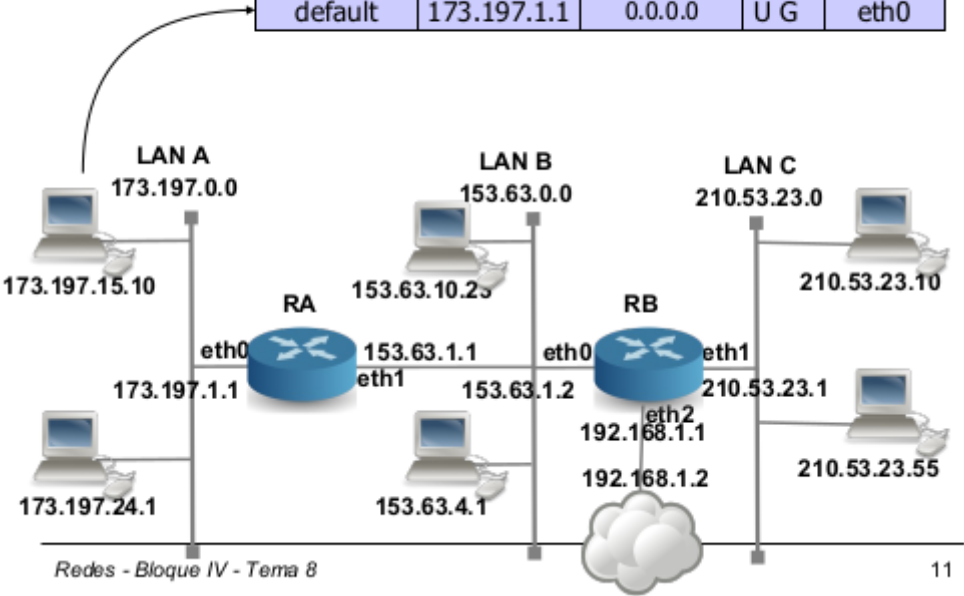 default 173.197.1.1 0.0.0.0 U G eth0
LAN A
173.197.0.0
LAN B
153.63.0.0
LAN C
210.53.23.0
173.197.15.10
153.63.10.23
210.53.23.10
RA
RB
eth0
153.63.1.1
eth1
173.197.1.1
eth0
153.63.1.2
eth1
210.53.23.1
eth2
192.168.1.1
192.168.1.2
173.197.24.1
153.63.4.1
210.53.23.55
Redes - Bloque IV - Tema 8
11